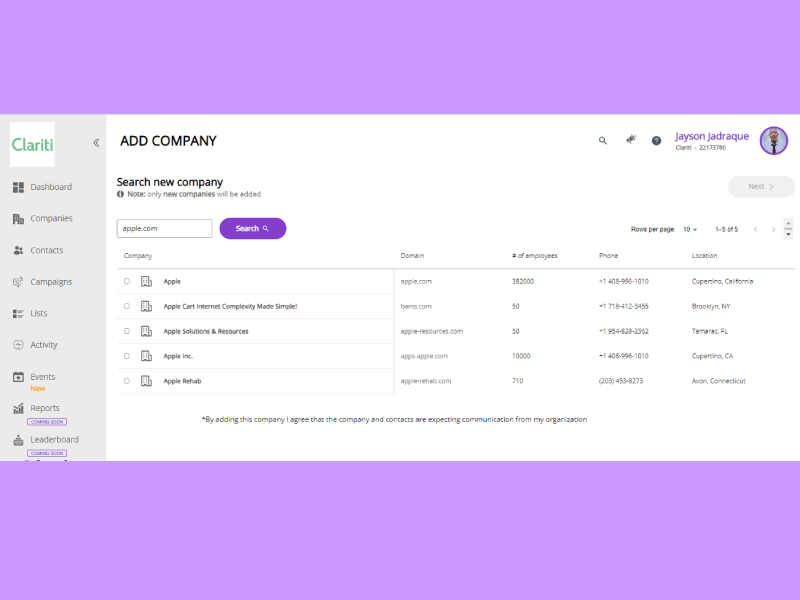 Clariti
«
ADD COMPANY
Jayson Jadraque
Clariti - 22173780
Dashboard
Companies
Contacts
Campaigns
Lists
Activity
Events
New
Reports
COMING SOON
Leaderboard
COMING SOON
Search new company
Note: only new companies will be added
Next >
apple.com
Search
Rows per page: 10 1–5 of 5 < >
Company Domain # of employees Phone Location
Apple apple.com 382000 +1 408-996-1010 Cupertino, California
Apple Cart Internet Complexity Made Simple! bams.com 50 +1 718-412-3455 Brooklyn, NY
Apple Solutions & Resources apple-resources.com 50 +1 954-828-2362 Tamarac, FL
Apple Inc. apps.apple.com 10000 +1 408-996-1010 Cupertino, CA
Apple Rehab apple-rehab.com 710 (203) 453-8273 Avon, Connecticut
*By adding this company I agree that the company and contacts are expecting communication from my organization